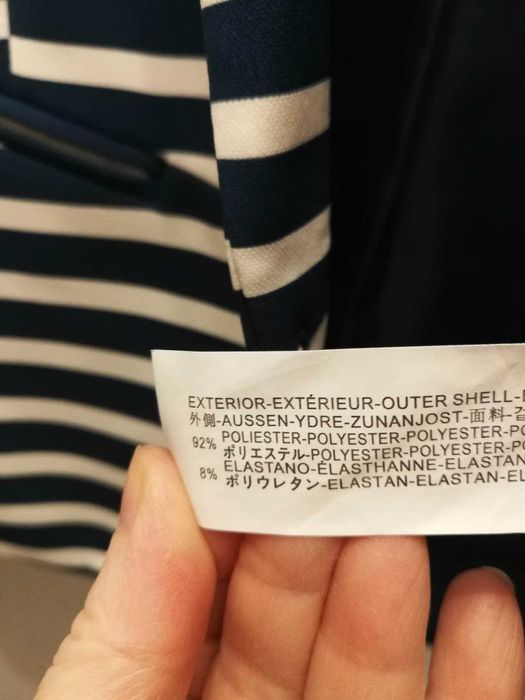 EXTERIOR-EXTÉRIEUR-OUTER SHELL-
外側-AUSSEN-YDRE-ZUNANJOST-面料-
92% POLIESTER-POLYESTER-POLYESTER-
ポリエステル-POLYESTER-POLYESTER-
8% ELASTANO-ÉLASTHANNE-ELASTAN
ポリウレタン-ELASTAN-ELASTAN-